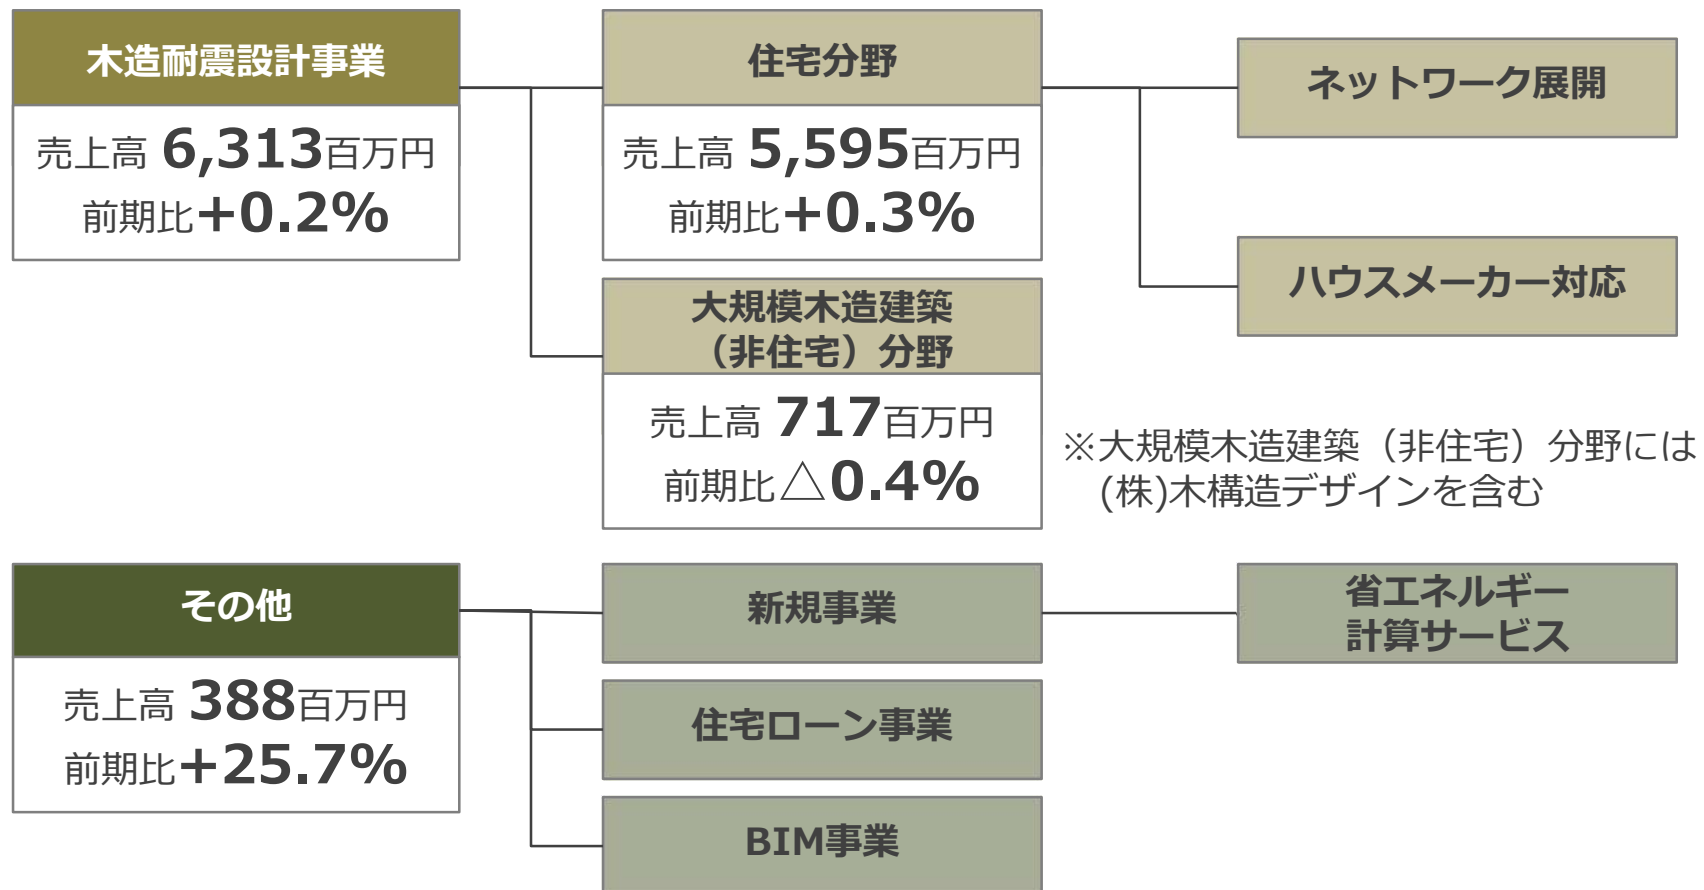 木造耐震設計事業
売上高 6,313百万円
前期比+0.2%
住宅分野
売上高 5,595百万円
前期比+0.3%
ネットワーク展開
ハウスメーカー対応
大規模木造建築
（非住宅）分野
売上高 717百万円
前期比△0.4%
※大規模木造建築（非住宅）分野には
(株)木構造デザインを含む
その他
売上高 388百万円
前期比+25.7%
新規事業
省エネルギー
計算サービス
住宅ローン事業
BIM事業